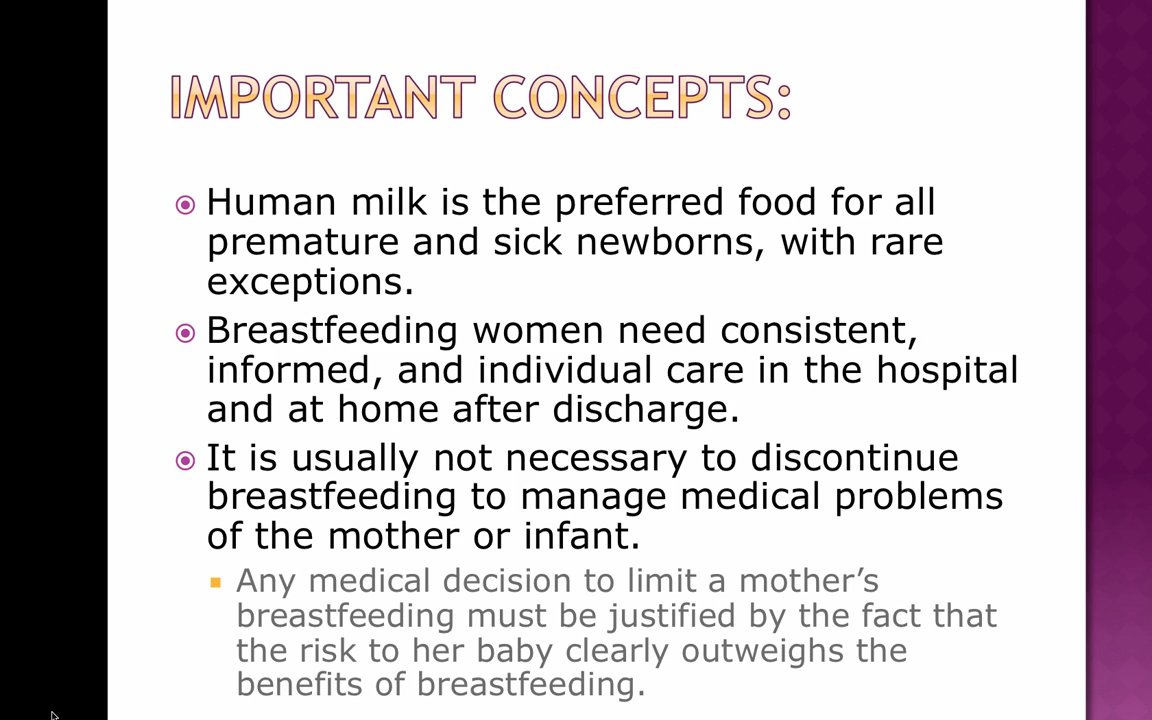 IMPORTANT CONCEPTS:
Human milk is the preferred food for all
premature and sick newborns, with rare
exceptions.
Breastfeeding women need consistent,
informed, and individual care in the hospital
and at home after discharge.
It is usually not necessary to discontinue
breastfeeding to manage medical problems
of the mother or infant.
Any medical decision to limit a mother’s
breastfeeding must be justified by the fact that
the risk to her baby clearly outweighs the
benefits of breastfeeding.